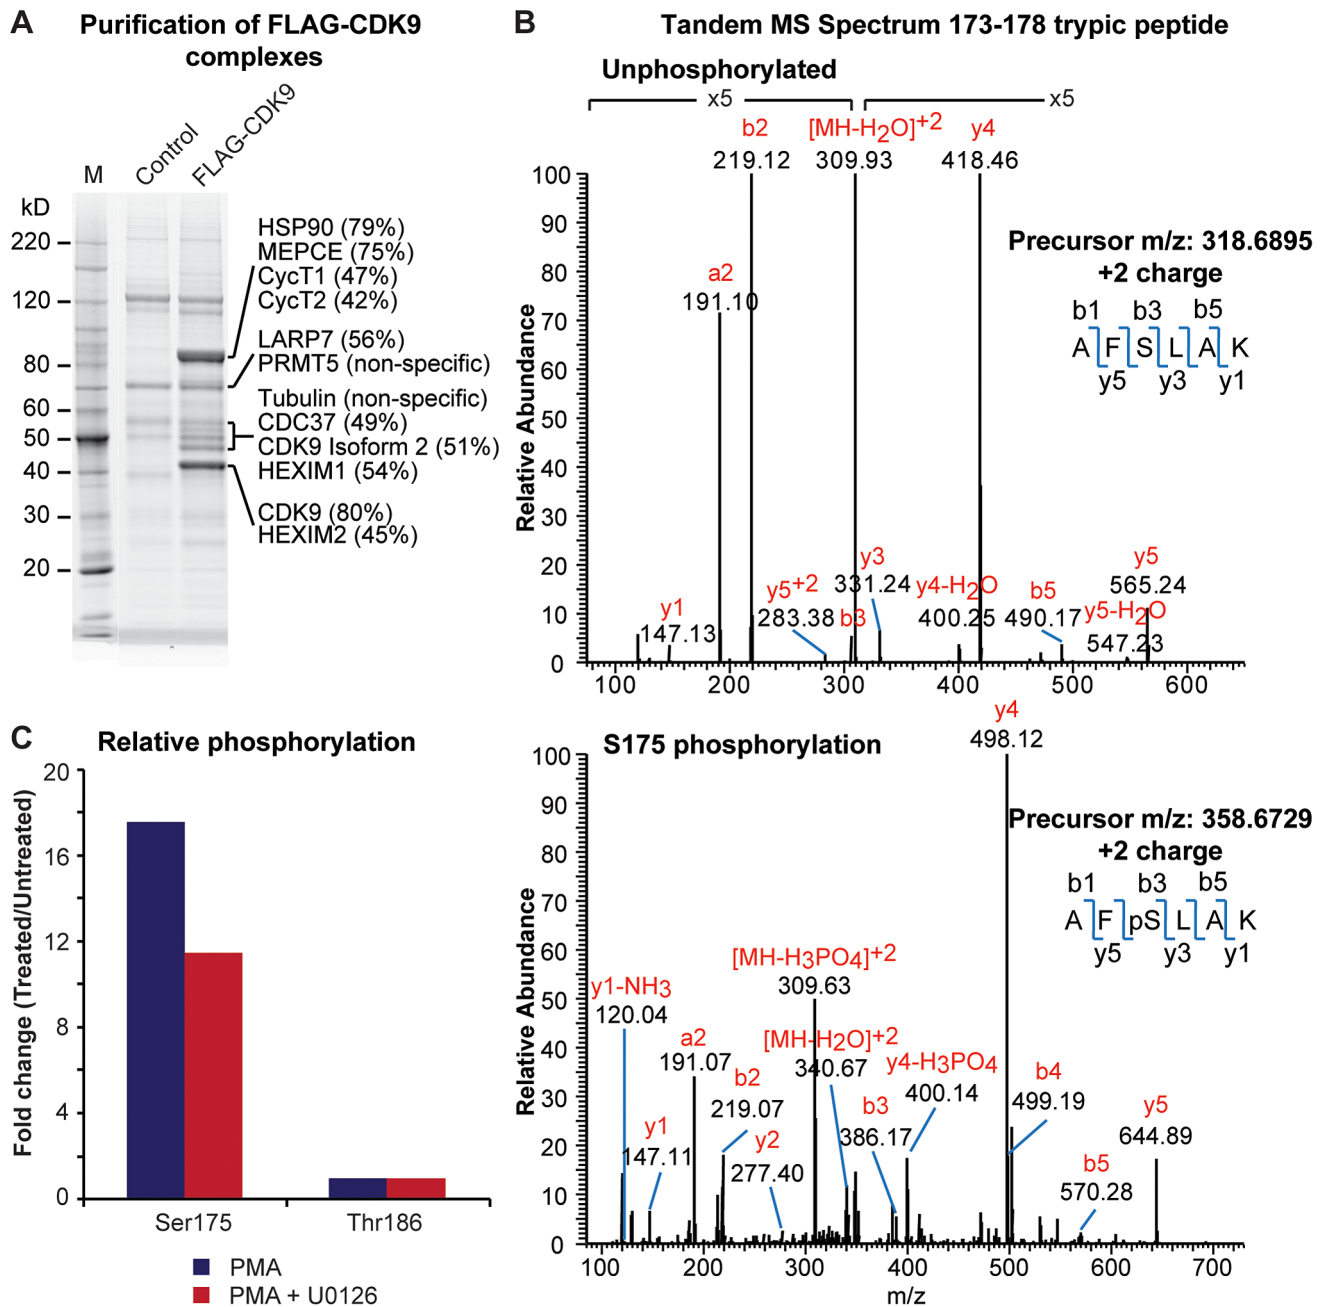 A
Purification of FLAG-CDK9
complexes
M
Control
FLAG-CDK9
kD
220
120
80
60
50
40
30
20
HSP90 (79%)
MEPCE (75%)
CycT1 (47%)
CycT2 (42%)
LARP7 (56%)
PRMT5 (non-specific)
Tubulin (non-specific)
CDC37 (49%)
CDK9 Isoform 2 (51%)
HEXIM1 (54%)
CDK9 (80%)
HEXIM2 (45%)
B
Tandem MS Spectrum 173-178 trypic peptide
Unphosphorylated
x5
x5
b2
[MH-H2O]+2
y4
219.12
309.93
418.46
a2
191.10
y1
147.13
y5+2
283.38
b3
y3
331.24
y4-H2O
400.25
b5
490.17
y5
565.24
y5-H2O
547.23
Precursor m/z: 318.6895
+2 charge
b1 b3 b5
A F S L A K
y5 y3 y1
Relative Abundance
100
90
80
70
60
50
40
30
20
10
0
100 200 300 400 500 600
S175 phosphorylation
y4
498.12
Precursor m/z: 358.6729
+2 charge
b1 b3 b5
A F pS L A K
y5 y3 y1
y1-NH3
120.04
y1
147.11
a2
191.07
b2
219.07
y2
277.40
[MH-H3PO4]+2
309.63
[MH-H2O]+2
340.67
b3
386.17
y4-H3PO4
400.14
b4
499.19
b5
570.28
y5
644.89
Relative Abundance
100
90
80
70
60
50
40
30
20
10
0
100 200 300 400 500 600 700
m/z
C
Relative phosphorylation
Fold change (Treated/Untreated)
20
16
12
8
4
0
Ser175 Thr186
PMA
PMA + U0126